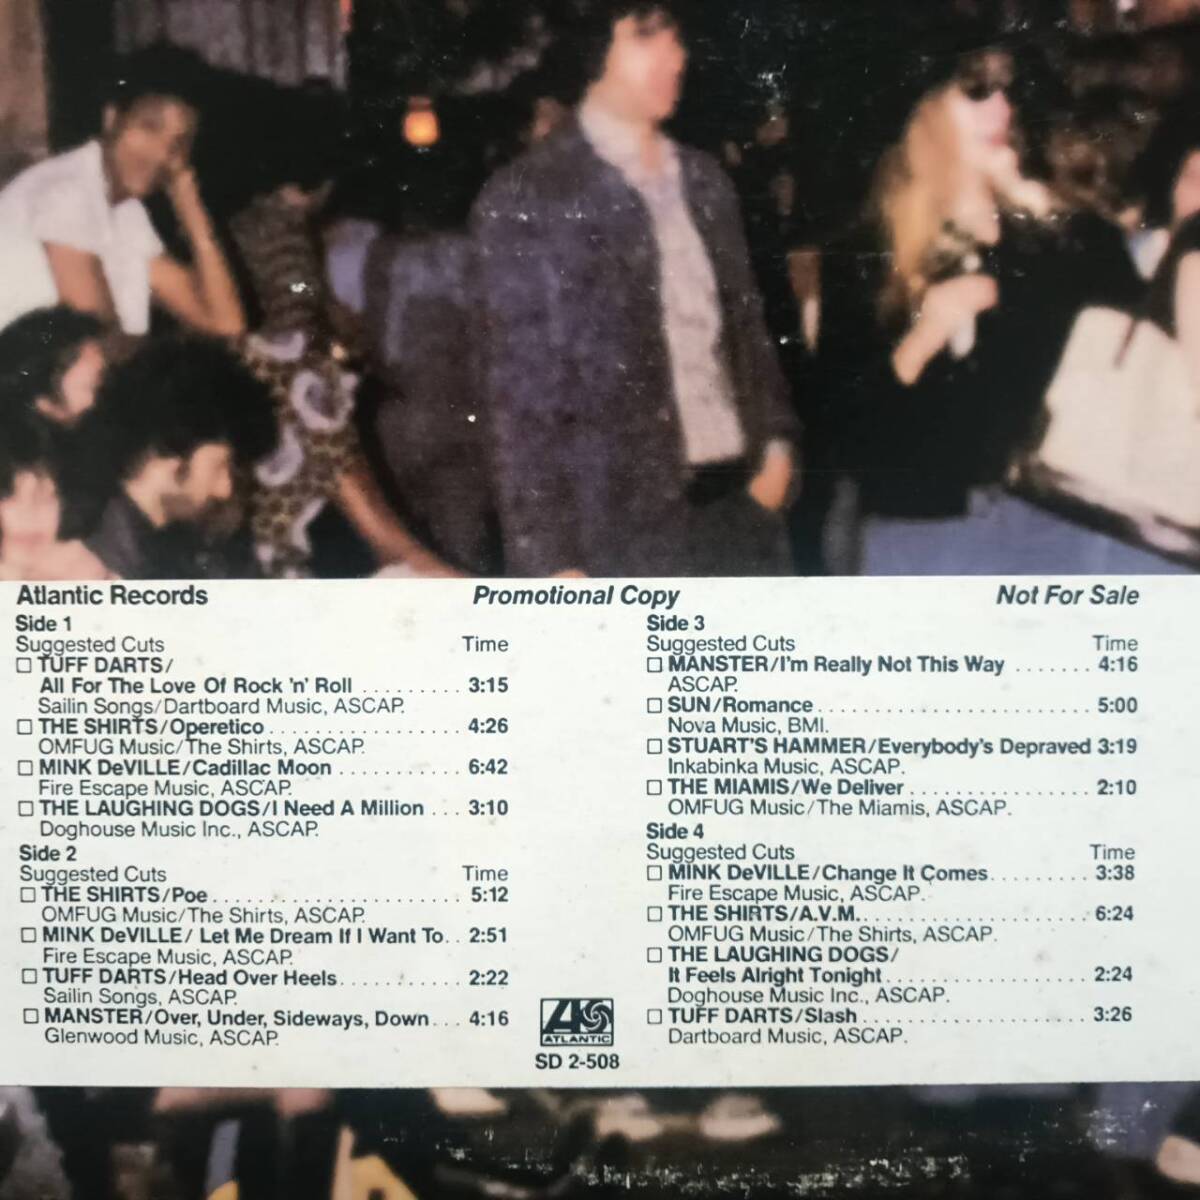 Atlantic Records Promotional Copy Not For Sale
Side 1
Suggested Cuts Time
☐ TUFF DARTS/
All For The Love Of Rock 'n' Roll ......... 3:15
Sailin Songs/Dartboard Music, ASCAP.
☐ THE SHIRTS/Operetico ................. 4:26
OMFUG Music/The Shirts, ASCAP.
☐ MINK DeVILLE/Cadillac Moon ........... 6:42
Fire Escape Music, ASCAP.
☐ THE LAUGHING DOGS/I Need A Million ... 3:10
Doghouse Music Inc., ASCAP.
Side 2
Suggested Cuts Time
☐ THE SHIRTS/Poe ....................... 5:12
OMFUG Music/The Shirts, ASCAP.
☐ MINK DeVILLE/ Let Me Dream If I Want To .. 2:51
Fire Escape Music, ASCAP.
☐ TUFF DARTS/Head Over Heels ........... 2:22
Sailin Songs, ASCAP.
☐ MANSTER/Over, Under, Sideways, Down ... 4:16
Glenwood Music, ASCAP.
Side 3
Suggested Cuts Time
☐ MANSTER/I'm Really Not This Way ....... 4:16
ASCAP.
☐ SUN/Romance ......................... 5:00
Nova Music, BMI.
☐ STUART'S HAMMER/Everybody's Depraved 3:19
Inkabinka Music, ASCAP.
☐ THE MIAMIS/We Deliver ................ 2:10
OMFUG Music/The Miamis, ASCAP.
Side 4
Suggested Cuts Time
☐ MINK DeVILLE/Change It Comes ......... 3:38
Fire Escape Music, ASCAP.
☐ THE SHIRTS/A.V.M. .................... 6:24
OMFUG Music/The Shirts, ASCAP.
☐ THE LAUGHING DOGS/
It Feels Alright Tonight ................. 2:24
Doghouse Music Inc., ASCAP.
☐ TUFF DARTS/Slash .................... 3:26
Dartboard Music, ASCAP.
ATLANTIC
SD 2-508